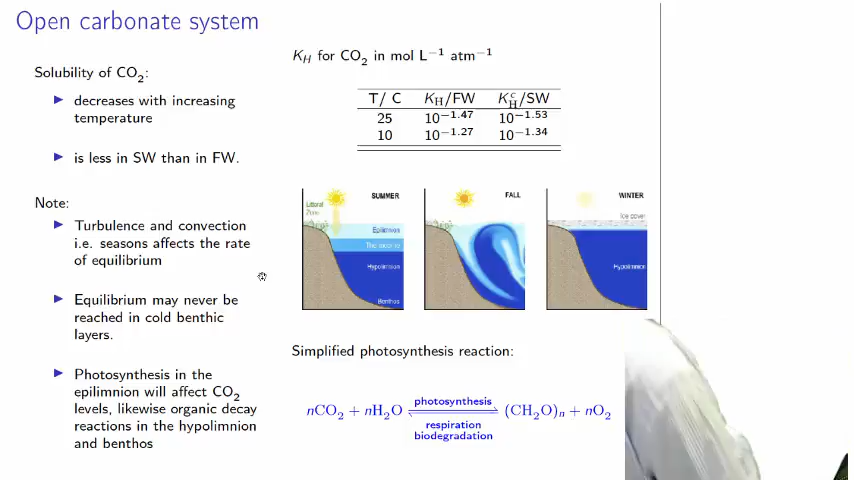 Open carbonate system
Solubility of CO₂:
decreases with increasing
temperature
is less in SW than in FW.
Note:
Turbulence and convection
i.e. seasons affects the rate
of equilibrium
Equilibrium may never be
reached in cold benthic
layers.
Photosynthesis in the
epilimnion will affect CO₂
levels, likewise organic decay
reactions in the hypolimnion
and benthos
K_H for CO₂ in mol L⁻¹ atm⁻¹
T/ C K_H/FW K_H^c/SW
25 10^−1.47 10^−1.53
10 10^−1.27 10^−1.34
SUMMER
Littoral
Zone
Epilimnion
Hypolimnion
Benthos
FALL
WINTER
Ice cover
Hypolimnion
Simplified photosynthesis reaction:
photosynthesis
nCO₂ + nH₂O ⇌ (CH₂O)ₙ + nO₂
respiration
biodegradation